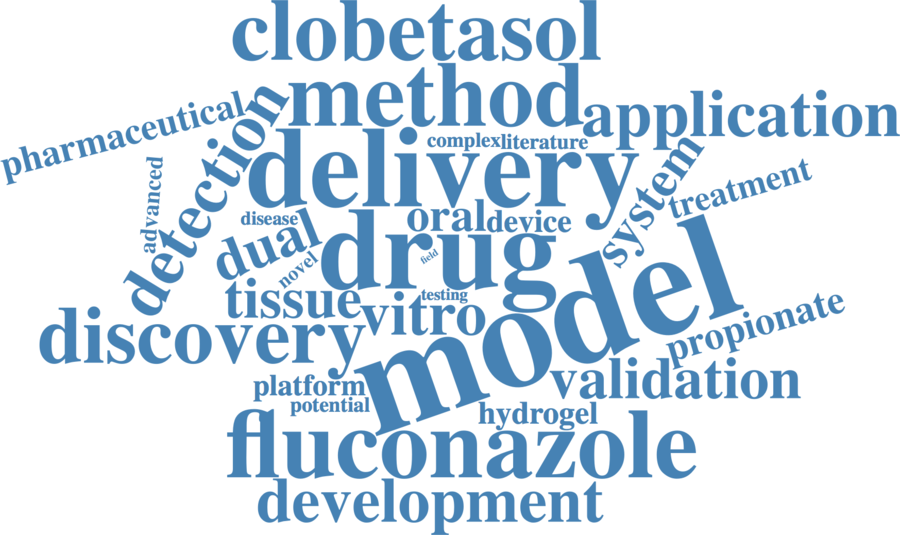 clobetasol
method
pharmaceutical
detection
application
complex
literature
delivery
advanced
system
treatment
disease
oral
device
dual
drug
field
novel
model
tissue
testing
vitro
discovery
propionate
platform
validation
potential
hydrogel
fluconazole
development